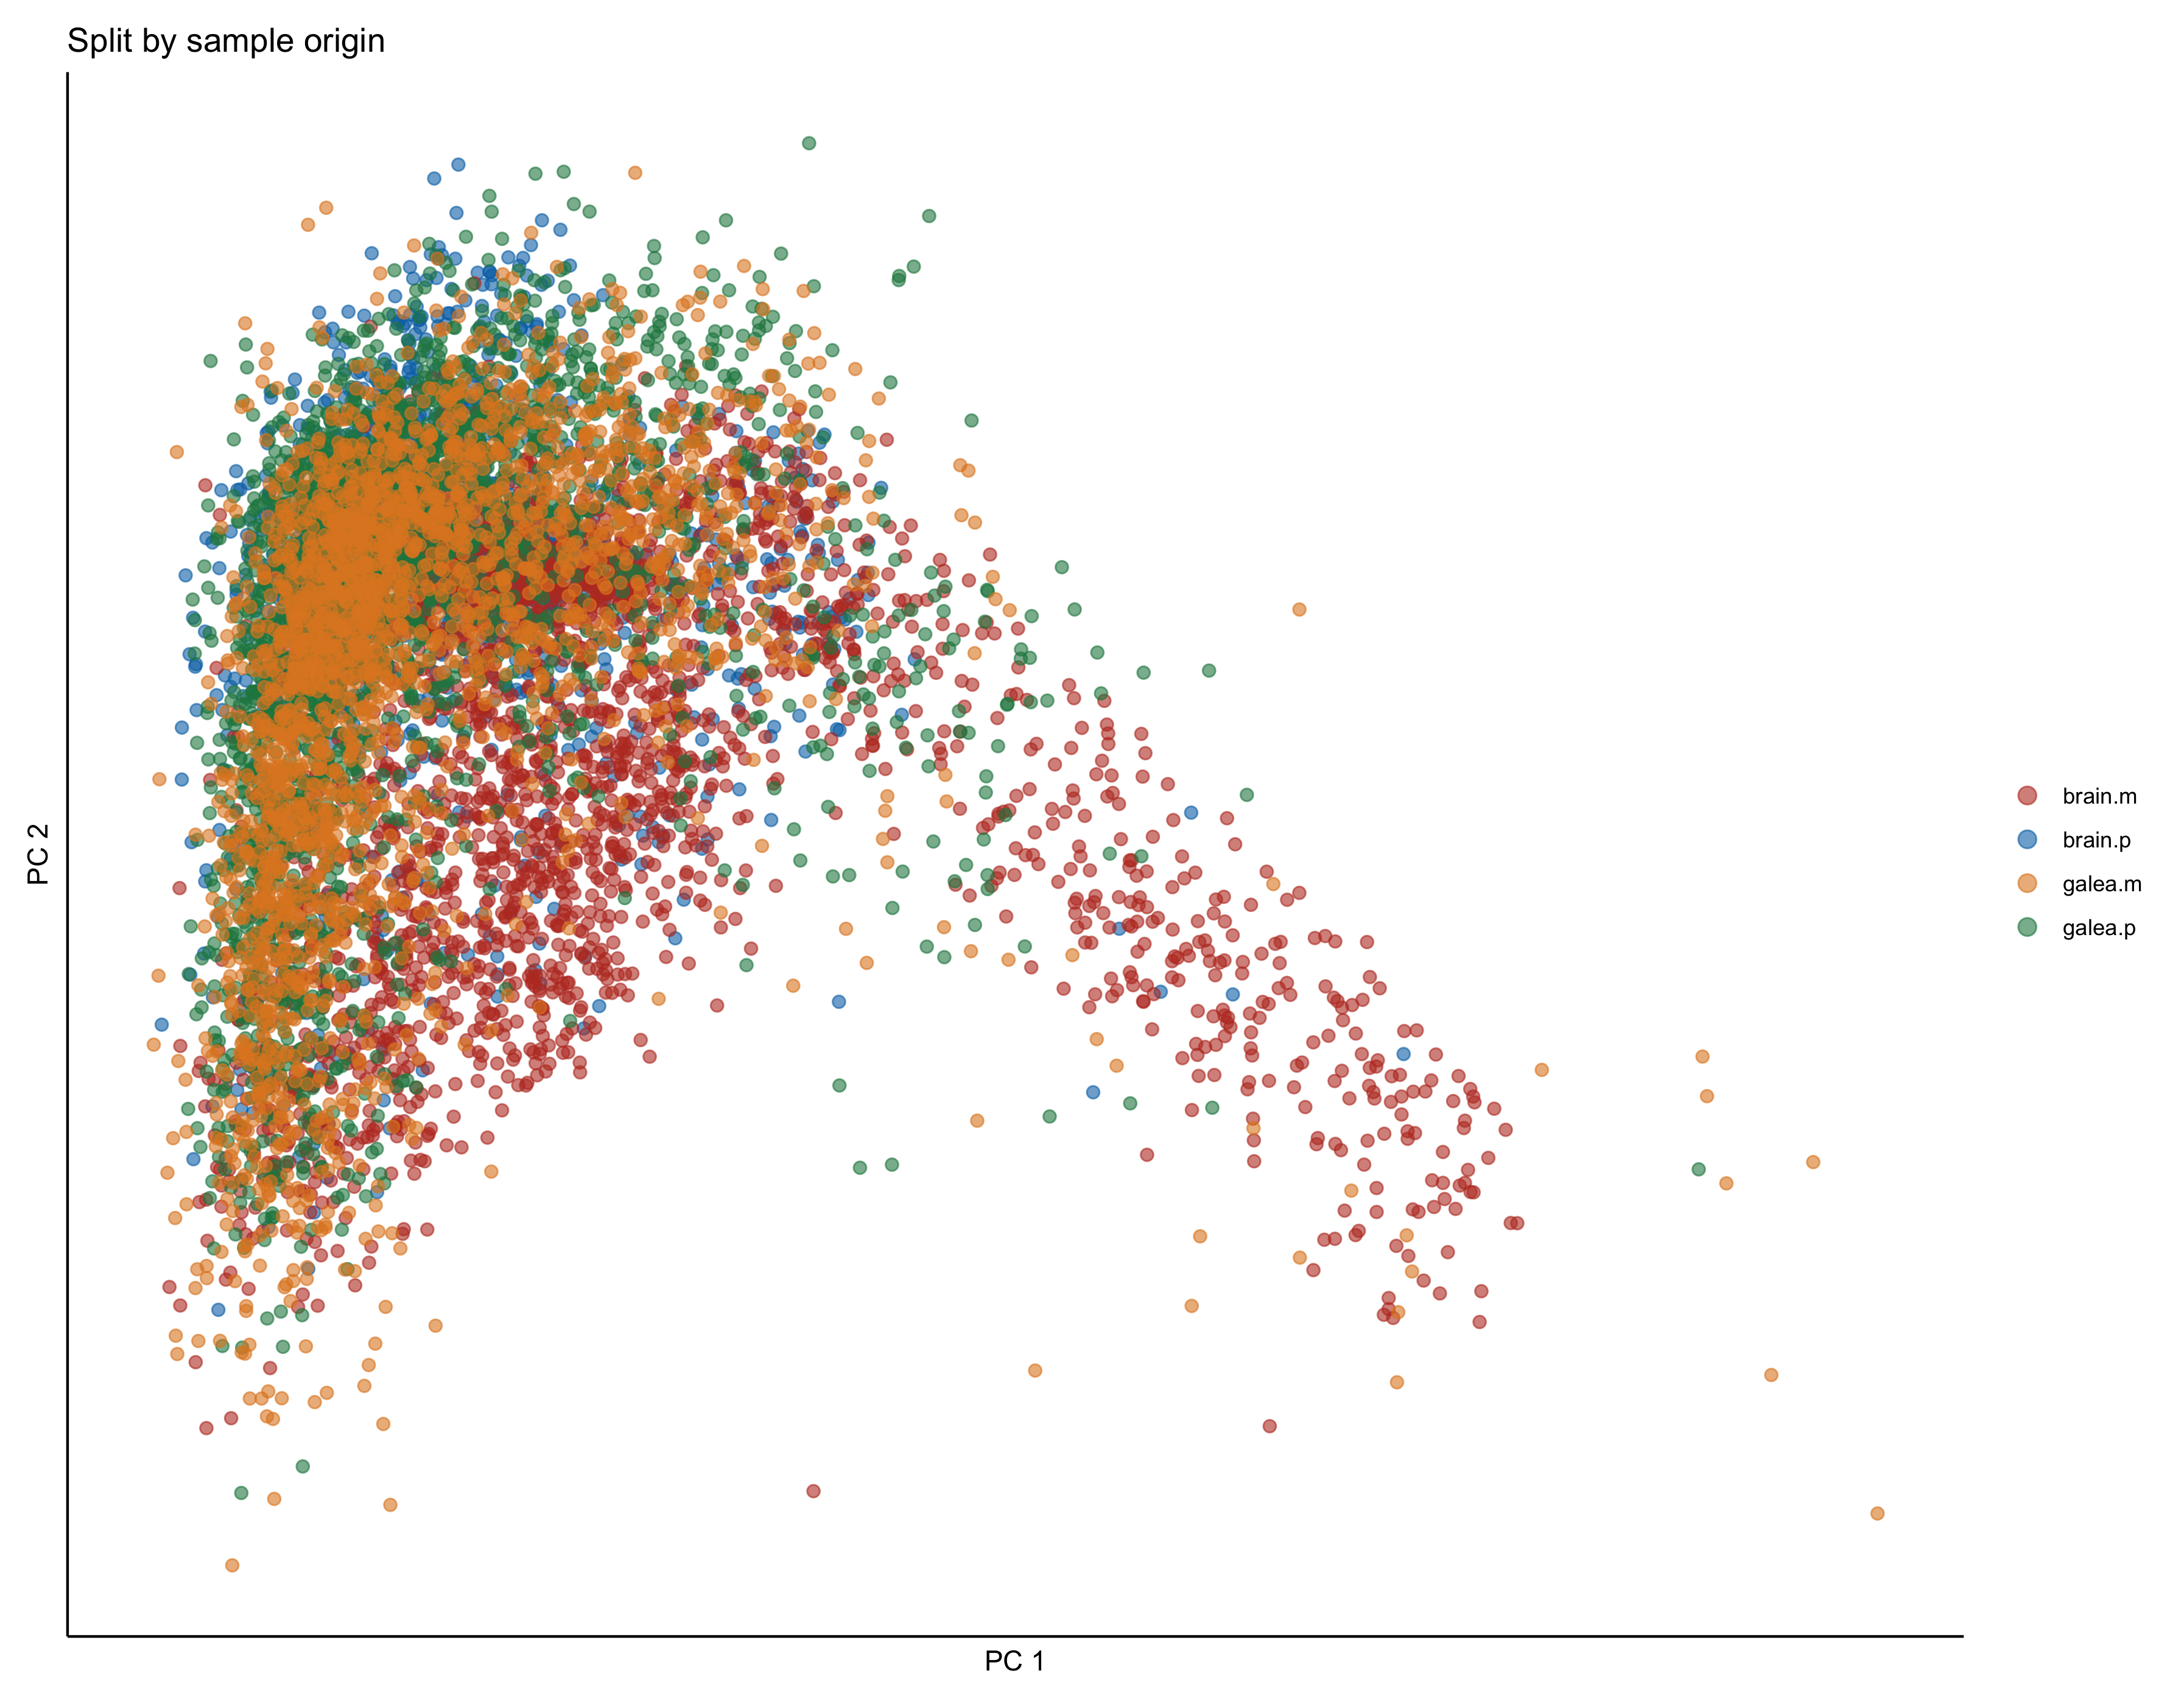 Split by sample origin
PC 2
PC 1
brain.m
brain.p
galea.m
galea.p